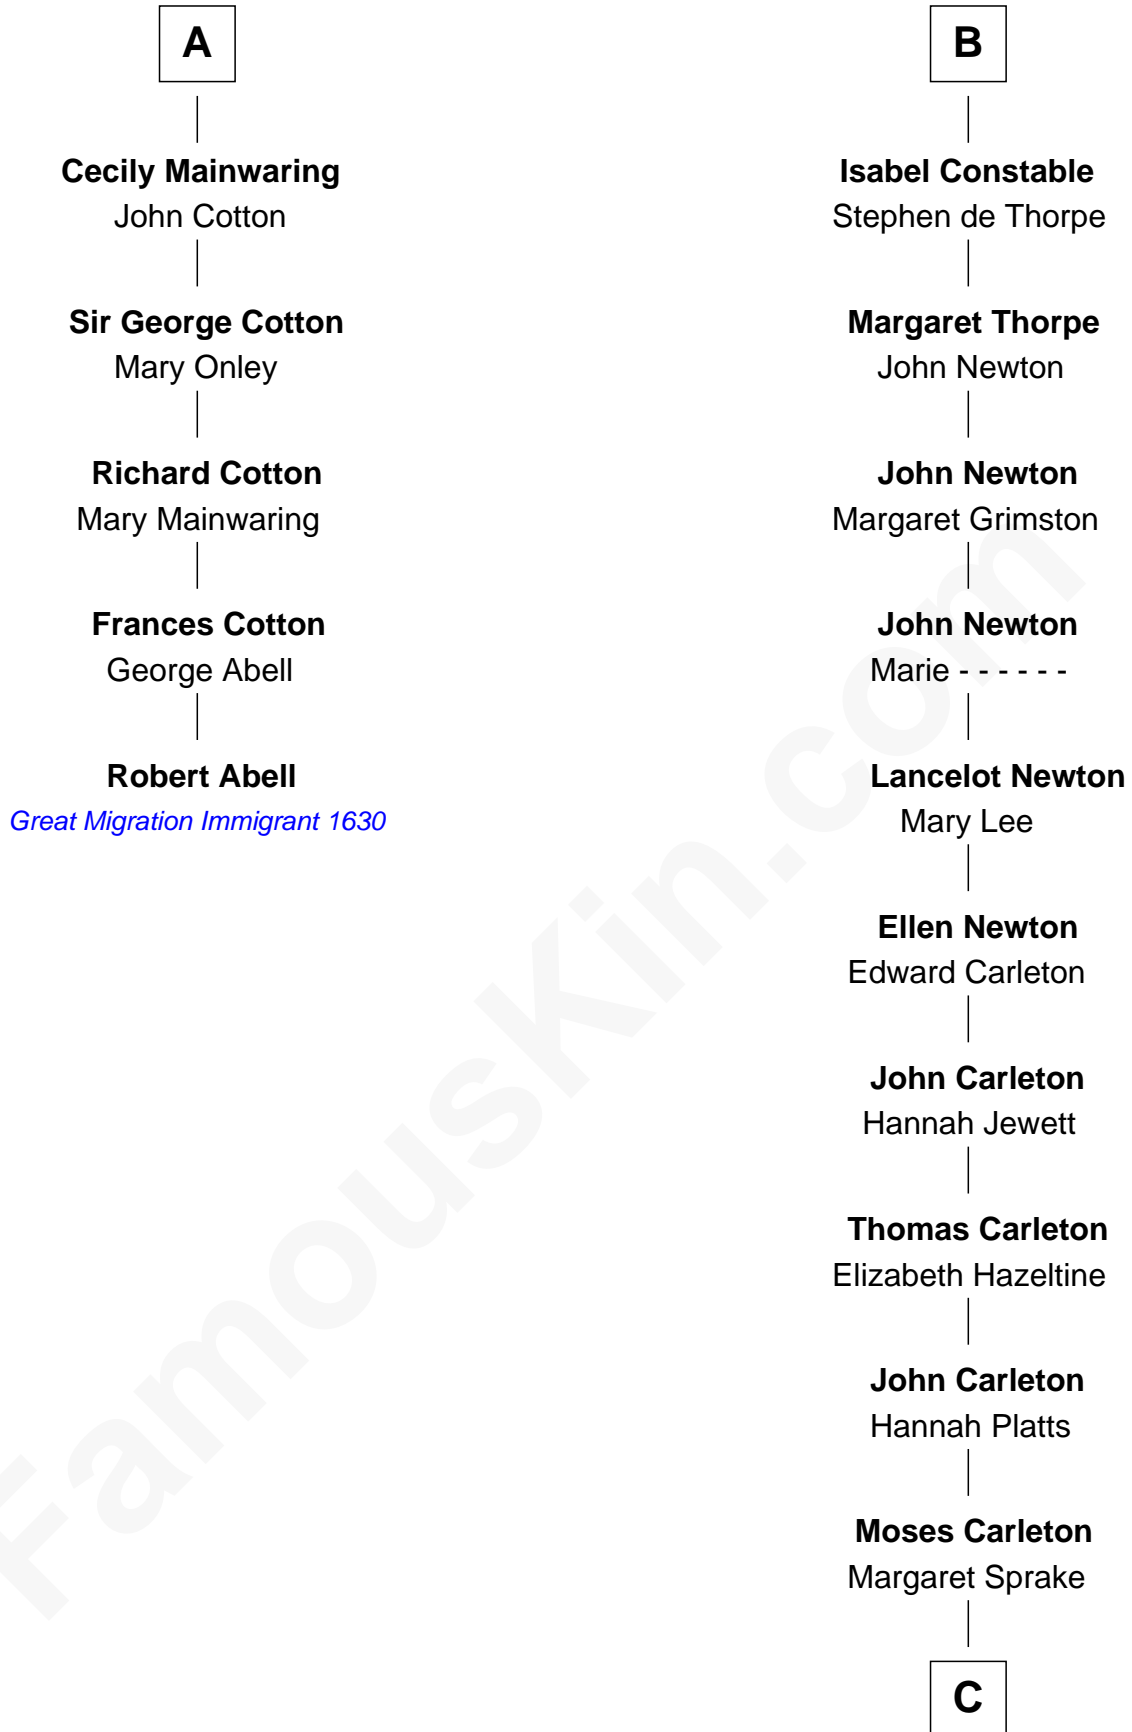 A
Cecily Mainwaring
John Cotton
Sir George Cotton
Mary Onley
Richard Cotton
Mary Mainwaring
Frances Cotton
George Abell
Robert Abell
Great Migration Immigrant 1630
B
Isabel Constable
Stephen de Thorpe
Margaret Thorpe
John Newton
John Newton
Margaret Grimston
John Newton
Marie - - - - - -
Lancelot Newton
Mary Lee
Ellen Newton
Edward Carleton
John Carleton
Hannah Jewett
Thomas Carleton
Elizabeth Hazeltine
John Carleton
Hannah Platts
Moses Carleton
Margaret Sprake
C
FamousKin.com